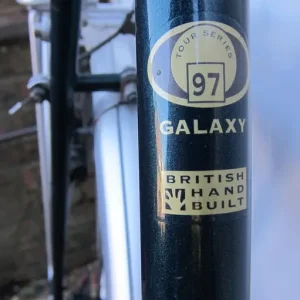 TOUR SERIES
97
GALAXY
BRITISH
HAND
BUILT